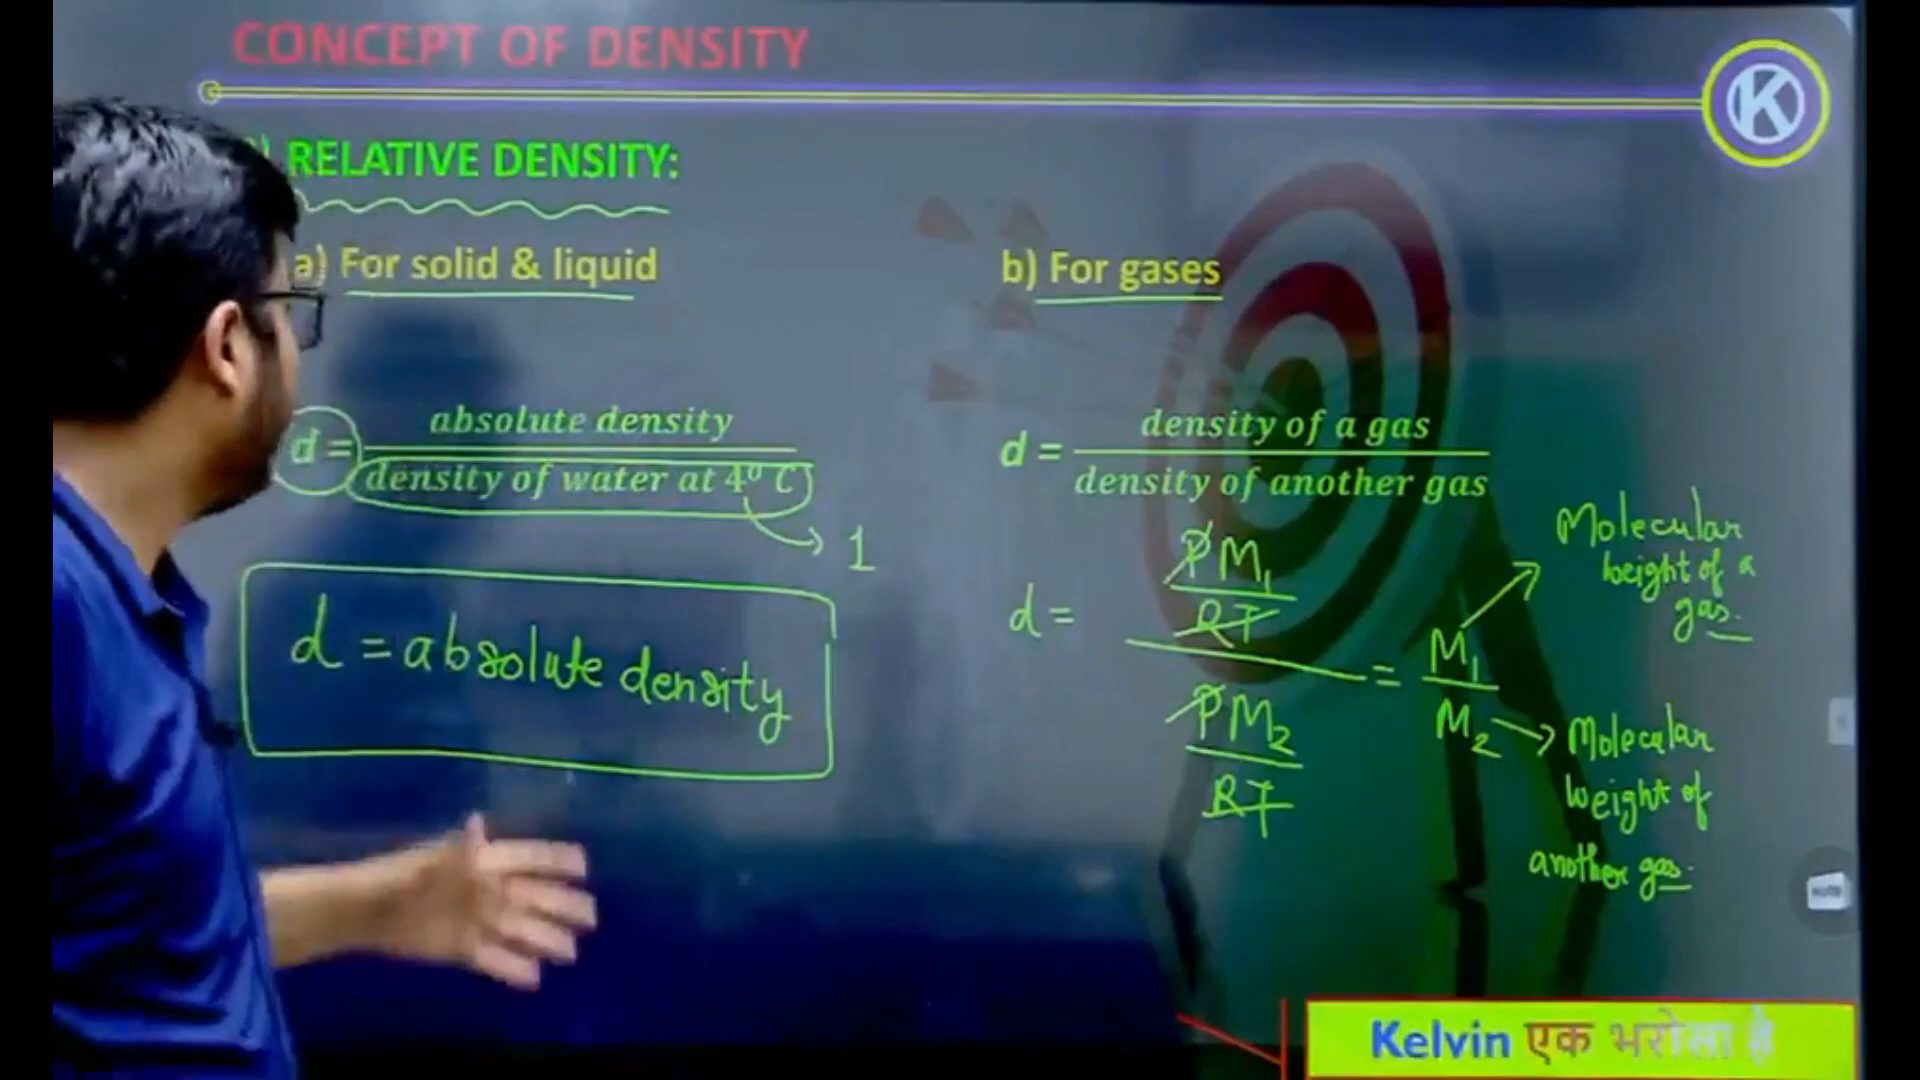 CONCEPT OF DENSITY
K
RELATIVE DENSITY:
a) For solid & liquid
d = absolute density
density of water at 4⁰ C
1
d = absolute density
b) For gases
d = density of a gas
density of another gas
d = PM₁
RT
PM₂
RT
= M₁
M₂
Molecular
weight of a
gas.
Molecular
weight of
another gas.
Kelvin एक भरोसा है